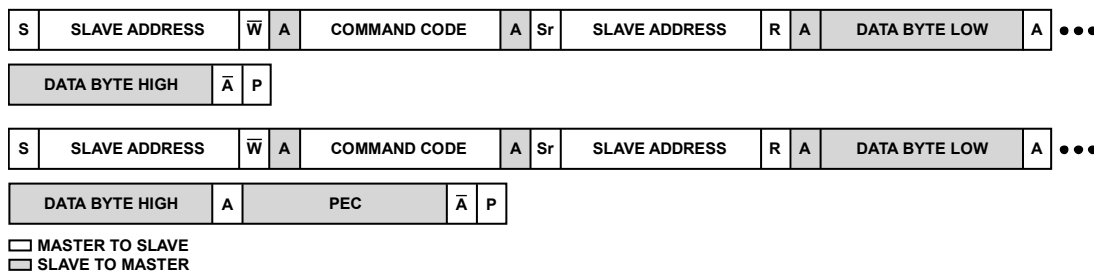 S SLAVE ADDRESS W̅ A COMMAND CODE A Sr SLAVE ADDRESS R A DATA BYTE LOW A •••
DATA BYTE HIGH A̅ P
S SLAVE ADDRESS W̅ A COMMAND CODE A Sr SLAVE ADDRESS R A DATA BYTE LOW A •••
DATA BYTE HIGH A PEC A̅ P
MASTER TO SLAVE
SLAVE TO MASTER